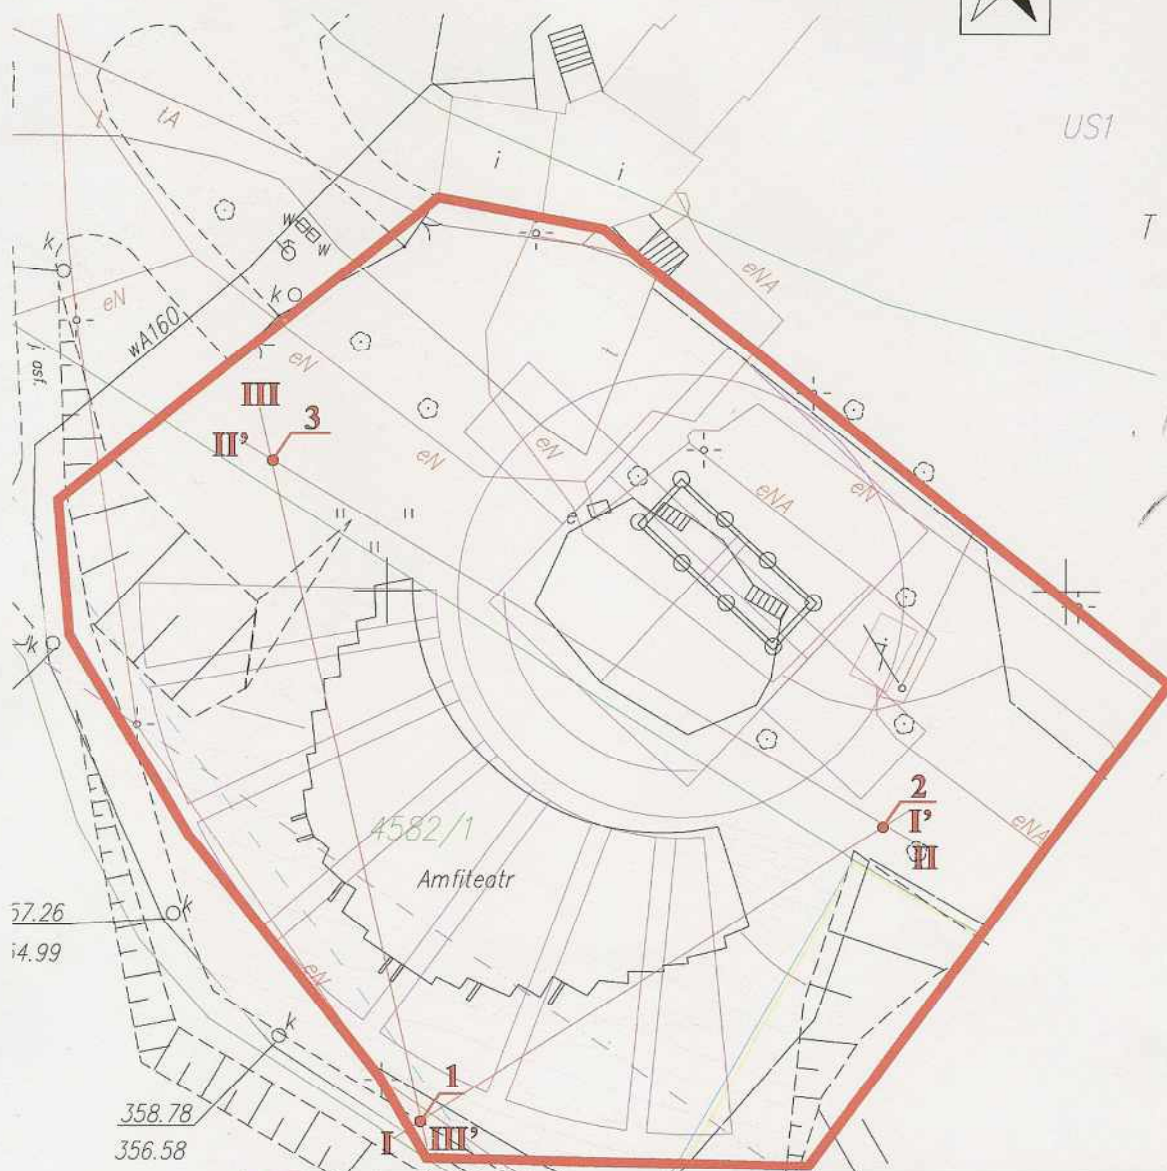 US1
tA
i
i
T
w
w
k
eNA
k
eN
wA160
j. asf.
eN
III
3
II'
eN
eN
eNA
eN
e
k
4582/1
Amfiteatr
2
I'
II
eNA
57.26
54.99
k
eN
k
1
358.78
356.58
I
III'